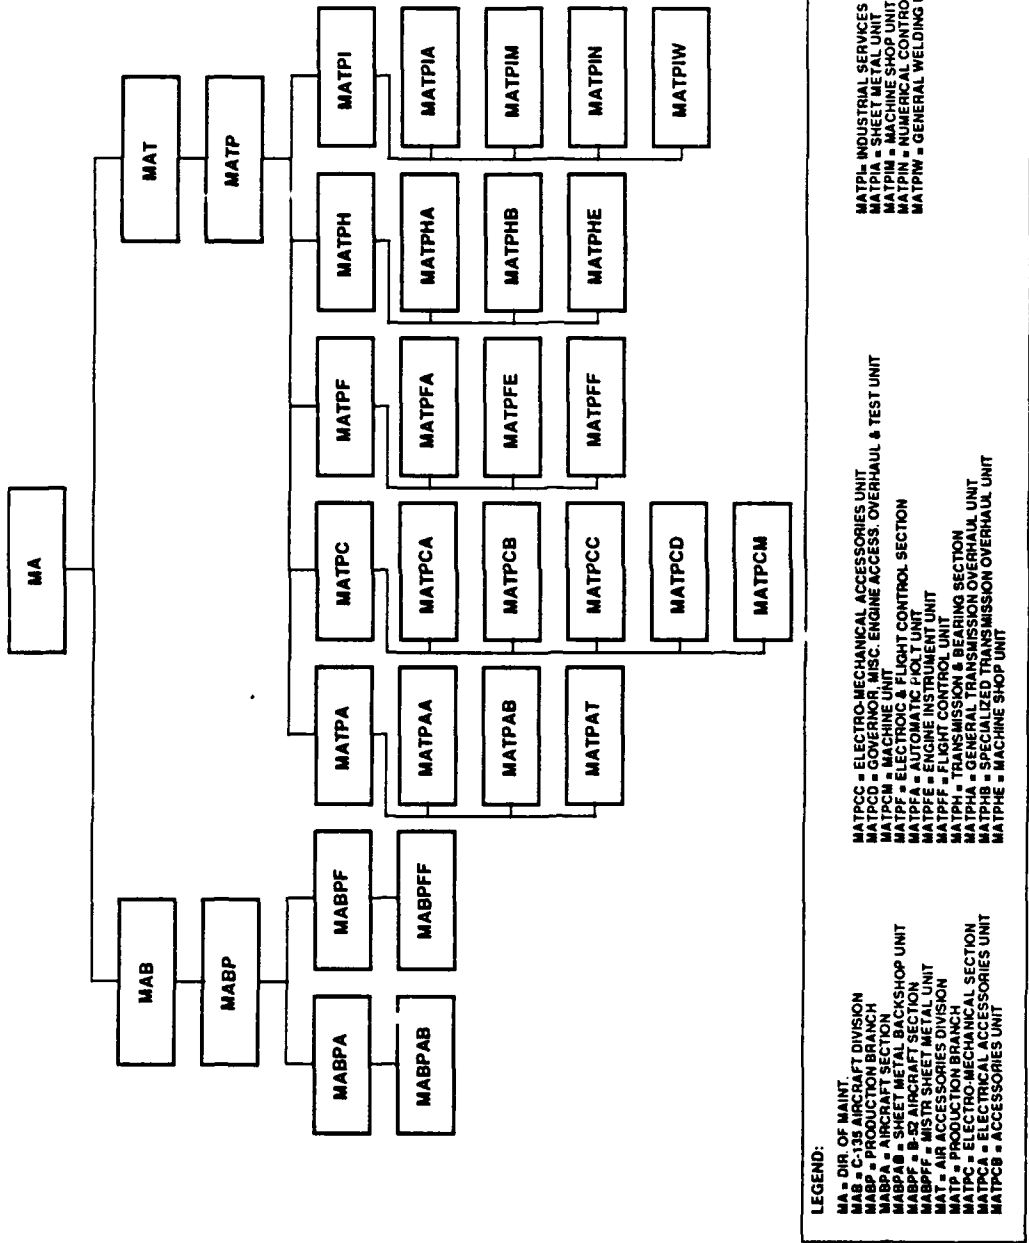 MA
MAB
MAT
MABP
MATP
MABPA
MABPF
MATPA
MATPC
MATPF
MATPH
MATPI
MABPAB
MABPFF
MATPAA
MATPCA
MATPFA
MATPHA
MATPIA
MATPAB
MATPCB
MATPFE
MATPHB
MATPIM
MATPAT
MATPCC
MATPFF
MATPHE
MATPIN
MATPCD
MATPIW
MATPCM
LEGEND:
MA = DIR. OF MAINT.
MAB = C-135 AIRCRAFT DIVISION
MABP = PRODUCTION BRANCH
MABPA = AIRCRAFT SECTION
MABPAB = SHEET METAL BACKSHOP UNIT
MABPF = B-52 AIRCRAFT SECTION
MABPFF = MISTR SHEET METAL UNIT
MAT = AIR ACCESSORIES DIVISION
MATP = PRODUCTION BRANCH
MATPC = ELECTRO-MECHANICAL SECTION
MATPCA = ELECTRICAL ACCESSORIES UNIT
MATPCB = ACCESSORIES UNIT
MATPCC = ELECTRO-MECHANICAL ACCESSORIES UNIT
MATPCD = GOVERNOR, MISC. ENGINE ACCESS. OVERHAUL & TEST UNIT
MATPCM = MACHINE UNIT
MATPF = ELECTROIC & FLIGHT CONTROL SECTION
MATPFA = AUTOMATIC PIOLT UNIT
MATPFE = ENGINE INSTRUMENT UNIT
MATPFF = FLIGHT CONTROL UNIT
MATPH = TRANSMISSION & BEARING SECTION
MATPHA = GENERAL TRANSMISSION OVERHAUL UNIT
MATPHB = SPECIALIZED TRANSMISSION OVERHAUL UNIT
MATPHE = MACHINE SHOP UNIT
MATPI= INDUSTRIAL SERVICES
MATPIA = SHEET METAL UNIT
MATPIM = MACHINE SHOP UNIT
MATPIN = NUMERICAL CONTRO
MATPIW = GENERAL WELDING